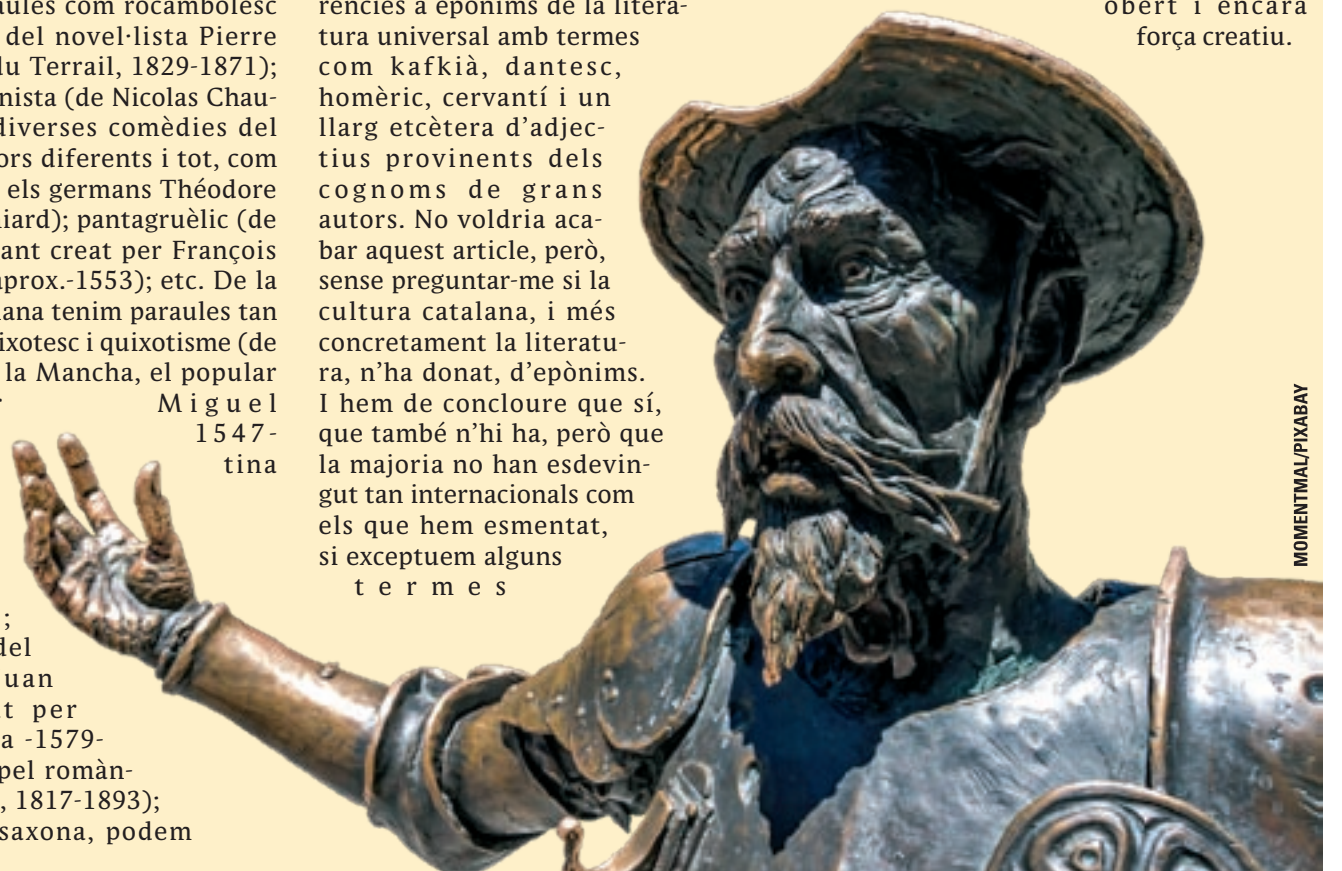 aules com rocambolesc
del novel·lista Pierre
du Terrail, 1829-1871);
nista (de Nicolas Chau-
diverses comèdies del
ors diferents i tot, com
els germans Théodore
niard); pantagruèlic (de
ant creat per François
aprox.-1553); etc. De la
ana tenim paraules tan
ixotesc i quixotisme (de
la Mancha, el popular
Miguel
1547-
tina
;
del
uan
t per
a -1579-
pel romàn-
, 1817-1893);
saxona, podem
rències a epònims de la litera-
tura universal amb termes
com kafkià, dantesc,
homèric, cervantí i un
llarg etcètera d’adjec-
tius provinents dels
cognoms de grans
autors. No voldria aca-
bar aquest article, però,
sense preguntar-me si la
cultura catalana, i més
concretament la literatu-
ra, n’ha donat, d’epònims.
I hem de concloure que sí,
que també n’hi ha, però que
la majoria no han esdevin-
gut tan internacionals com
els que hem esmentat,
si exceptuem alguns
termes
obert i encara
força creatiu.
MOMENTMAL/PIXABAY